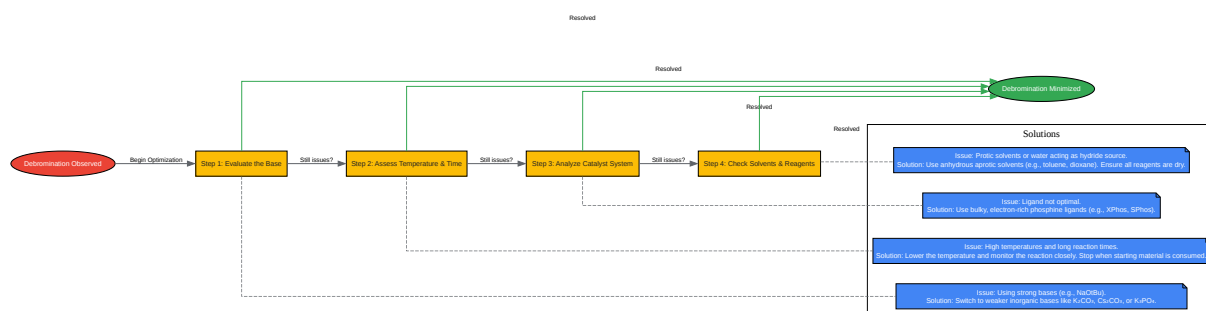 Resolved
Resolved
Debromination Minimized
Resolved
Resolved
Solutions
Debromination Observed
Begin Optimization
Step 1: Evaluate the Base
Still issues?
Step 2: Assess Temperature & Time
Still issues?
Step 3: Analyze Catalyst System
Still issues?
Step 4: Check Solvents & Reagents
Issue: Protic solvents or water acting as hydride source.
Solution: Use anhydrous aprotic solvents (e.g., toluene, dioxane). Ensure all reagents are dry.
Issue: Ligand not optimal.
Solution: Use bulky, electron-rich phosphine ligands (e.g., XPhos, SPhos).
Issue: High temperatures and long reaction times.
Solution: Lower the temperature and monitor the reaction closely. Stop when starting material is consumed.
Issue: Using strong bases (e.g., NaOtBu).
Solution: Switch to weaker inorganic bases like K₂CO₃, Cs₂CO₃, or K₃PO₄.